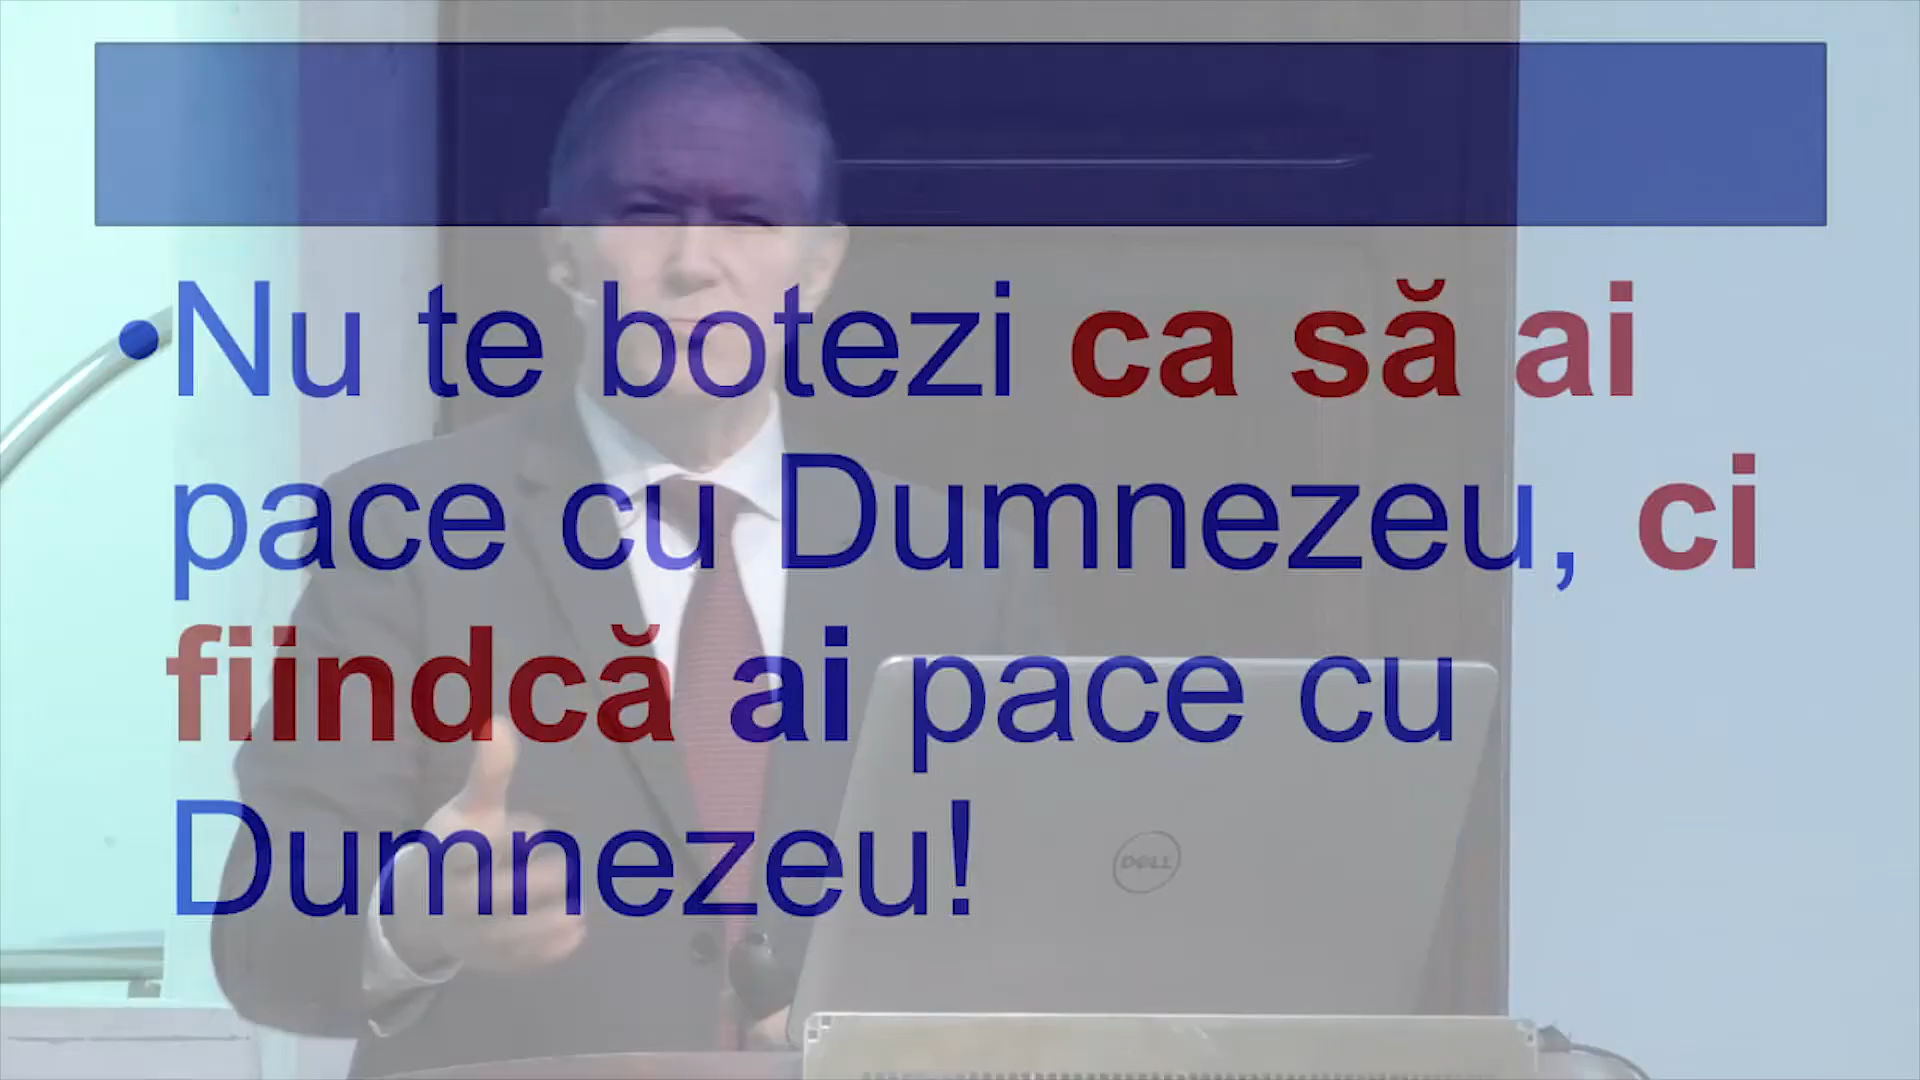 • Nu te botezi ca să ai
pace cu Dumnezeu, ci
fiindcă ai pace cu
Dumnezeu!
DELL